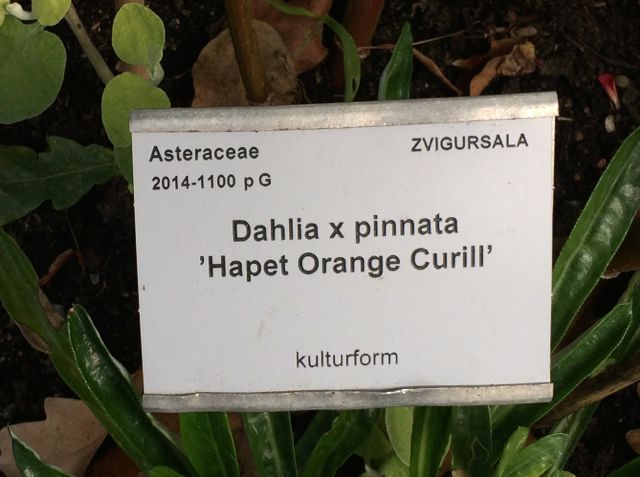 Asteraceae ZVIGURSALA
2014-1100 p G
Dahlia x pinnata
’Hapet Orange Curill’
kulturform